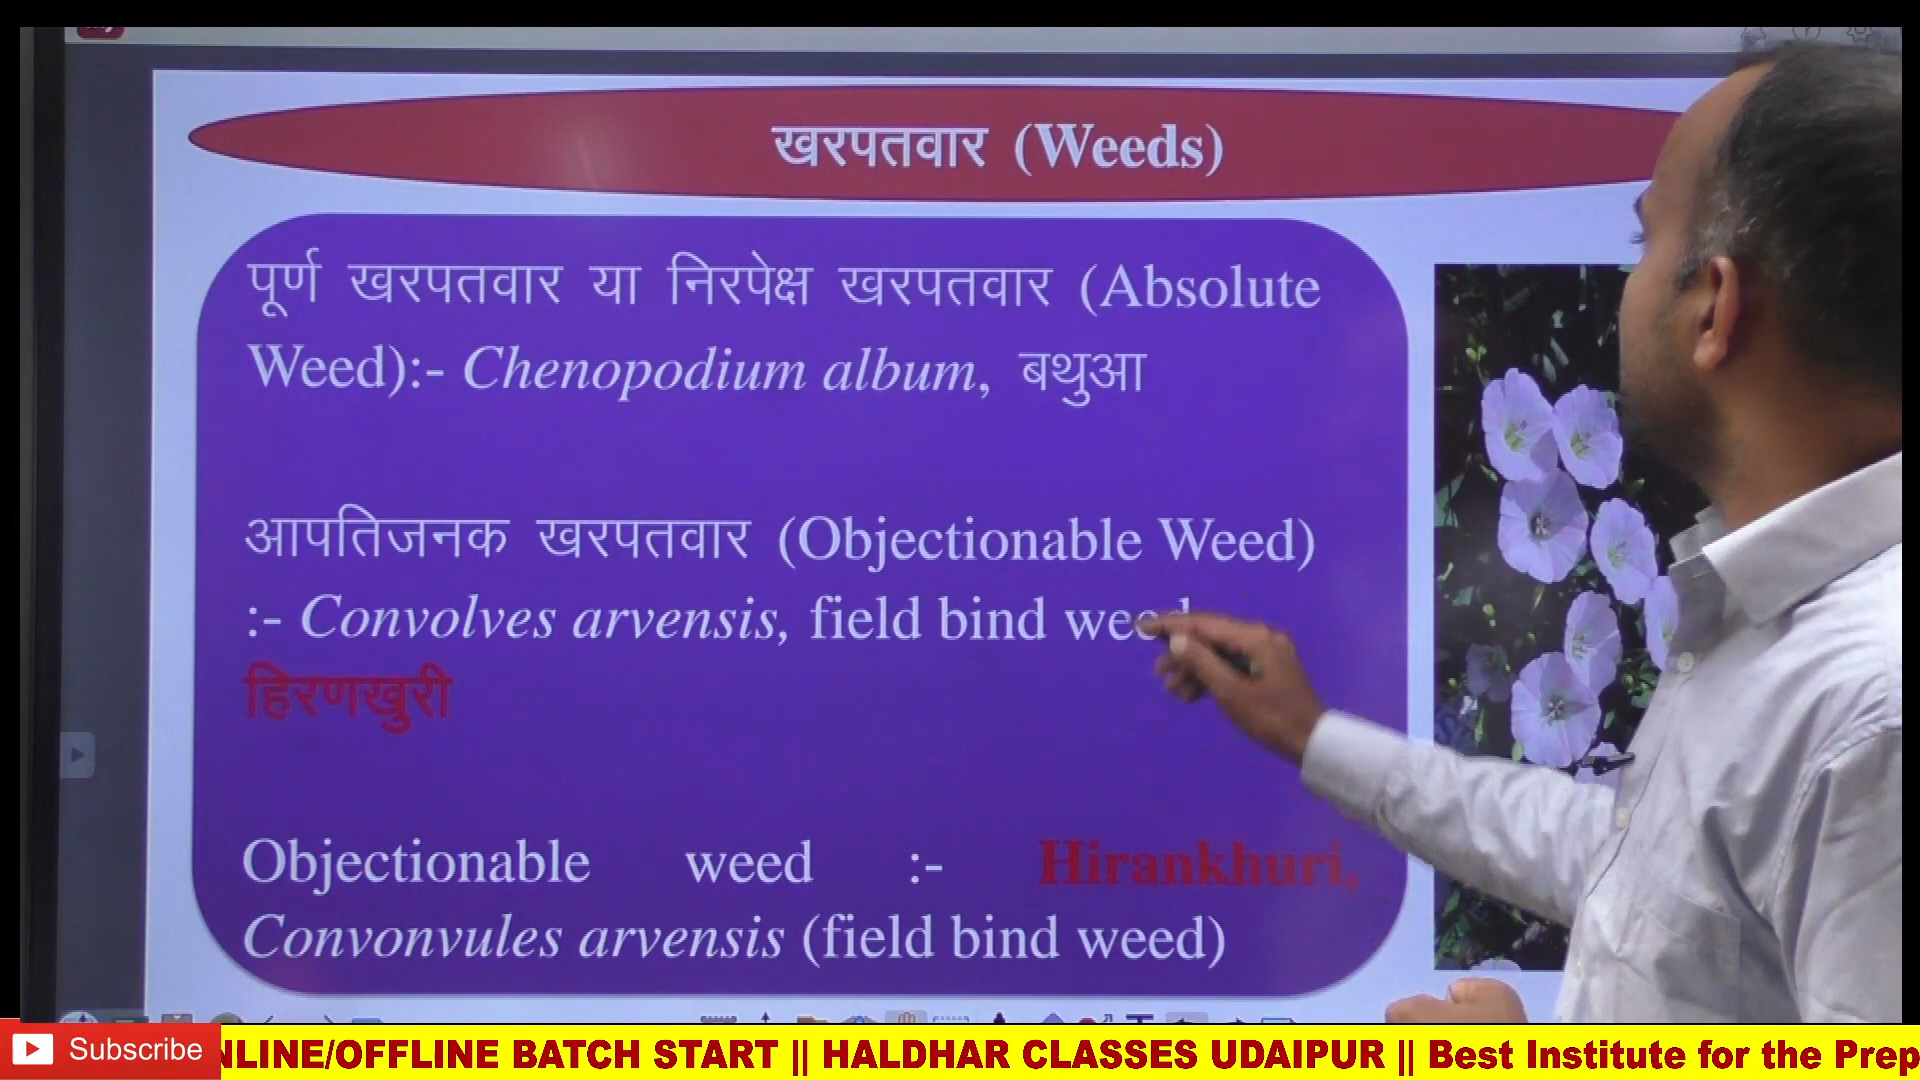 खरपतवार (Weeds)
पूर्ण खरपतवार या निरपेक्ष खरपतवार (Absolute
Weed):- Chenopodium album, बथुआ
आपतिजनक खरपतवार (Objectionable Weed)
:- Convolves arvensis, field bind weed
हिरणखुरी
Objectionable weed :- Hirankhuri,
Convonvules arvensis (field bind weed)
Subscribe
NLINE/OFFLINE BATCH START || HALDHAR CLASSES UDAIPUR || Best Institute for the Prep